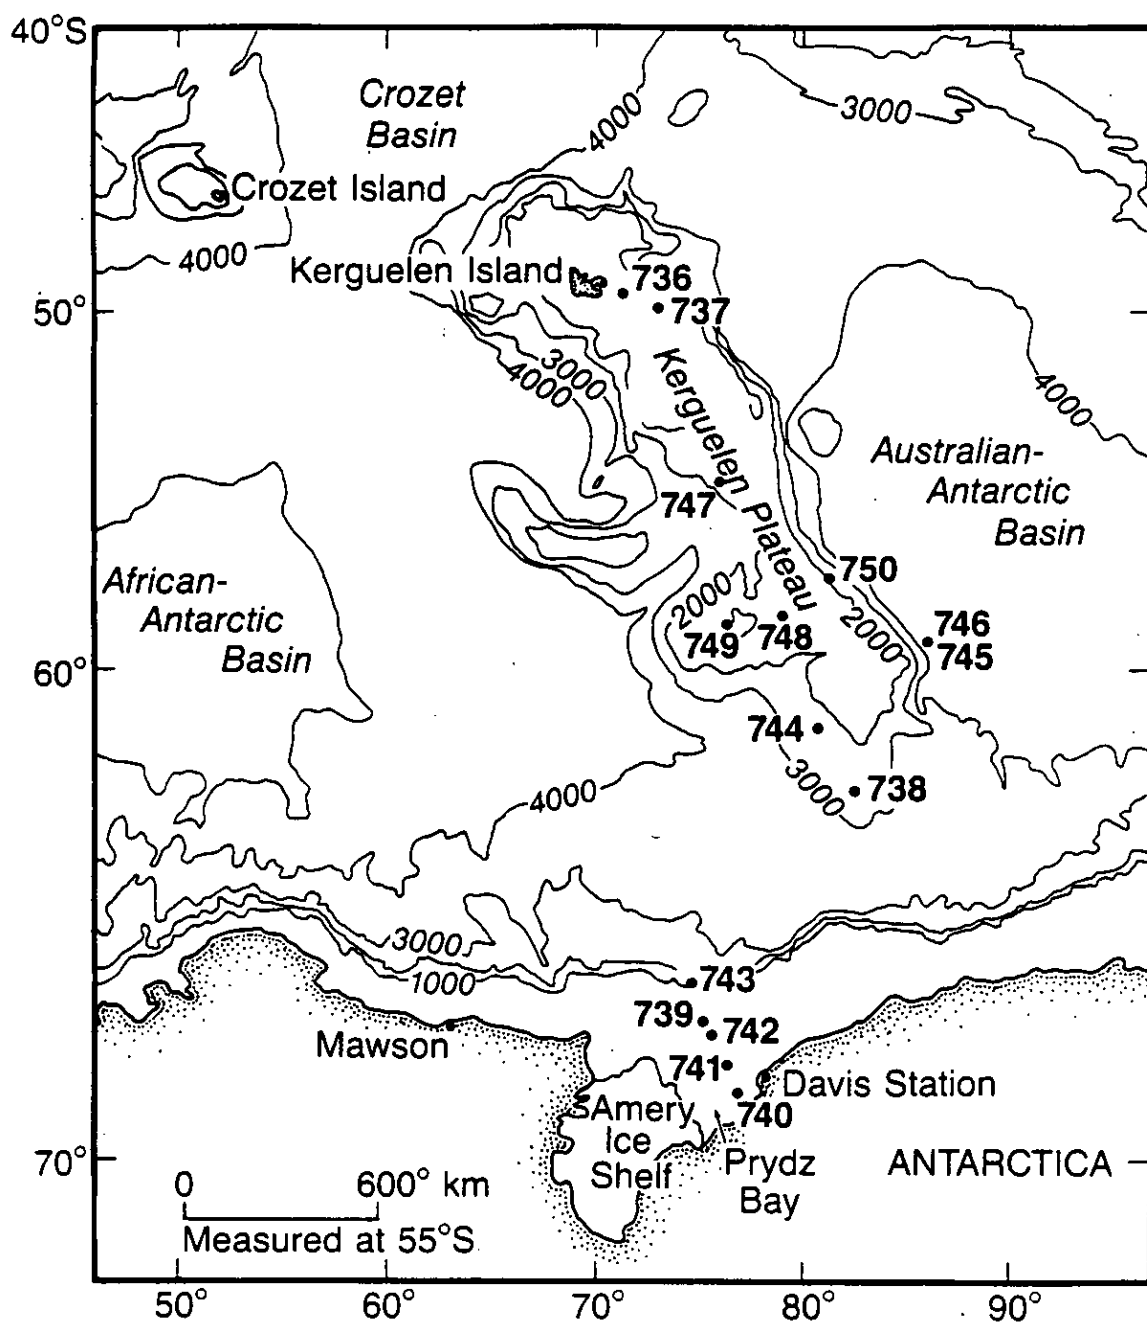 40°S
Crozet
Basin
4000
3000
Crozet Island
4000
Kerguelen Island
736
737
50°
3000
4000
Kerguelen Plateau
4000
Australian-
Antarctic
Basin
747
750
African-
Antarctic
Basin
2000
749
748
2000
746
745
60°
744
738
3000
4000
3000
1000
743
739
742
Mawson
741
Davis Station
740
Amery
Ice
Shelf
Prydz
Bay
ANTARCTICA
70°
0 600° km
Measured at 55°S
50° 60° 70° 80° 90°